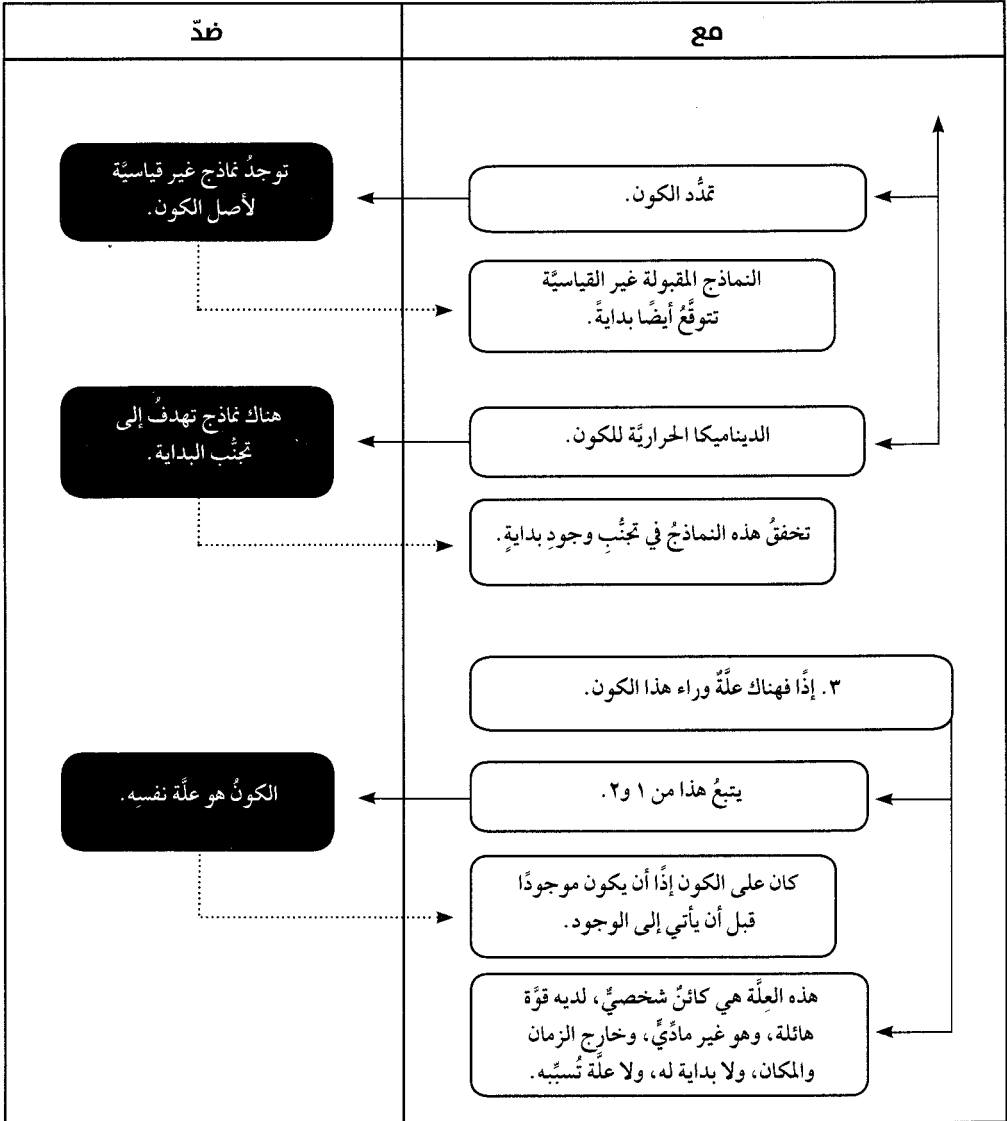 مع
ضدّ
تمدُّد الكون.
توجدُ نماذج غير قياسيَّة
لأصل الكون.
النماذج المقبولة غير القياسيَّة
تتوقَّعُ أيضًا بدايةً.
الديناميكا الحراريَّة للكون.
هناك نماذج تهدفُ إلى
تجنُّب البداية.
تخفقُ هذه النماذجُ في تجنُّبِ وجودِ بدايةٍ.
٣. إذًا فهناك علَّةٌ وراء هذا الكون.
يتبعُ هذا من ١ و٢.
الكونُ هو علَّة نفسِه.
كان على الكون إذًا أن يكون موجودًا
قبل أن يأتي إلى الوجود.
هذه العِلَّة هي كائنٌ شخصيٌّ، لديه قوَّة
هائلة، وهو غير مادِّيٍّ، وخارج الزمان
والمكان، ولا بداية له، ولا علَّة تُسبِّبه.